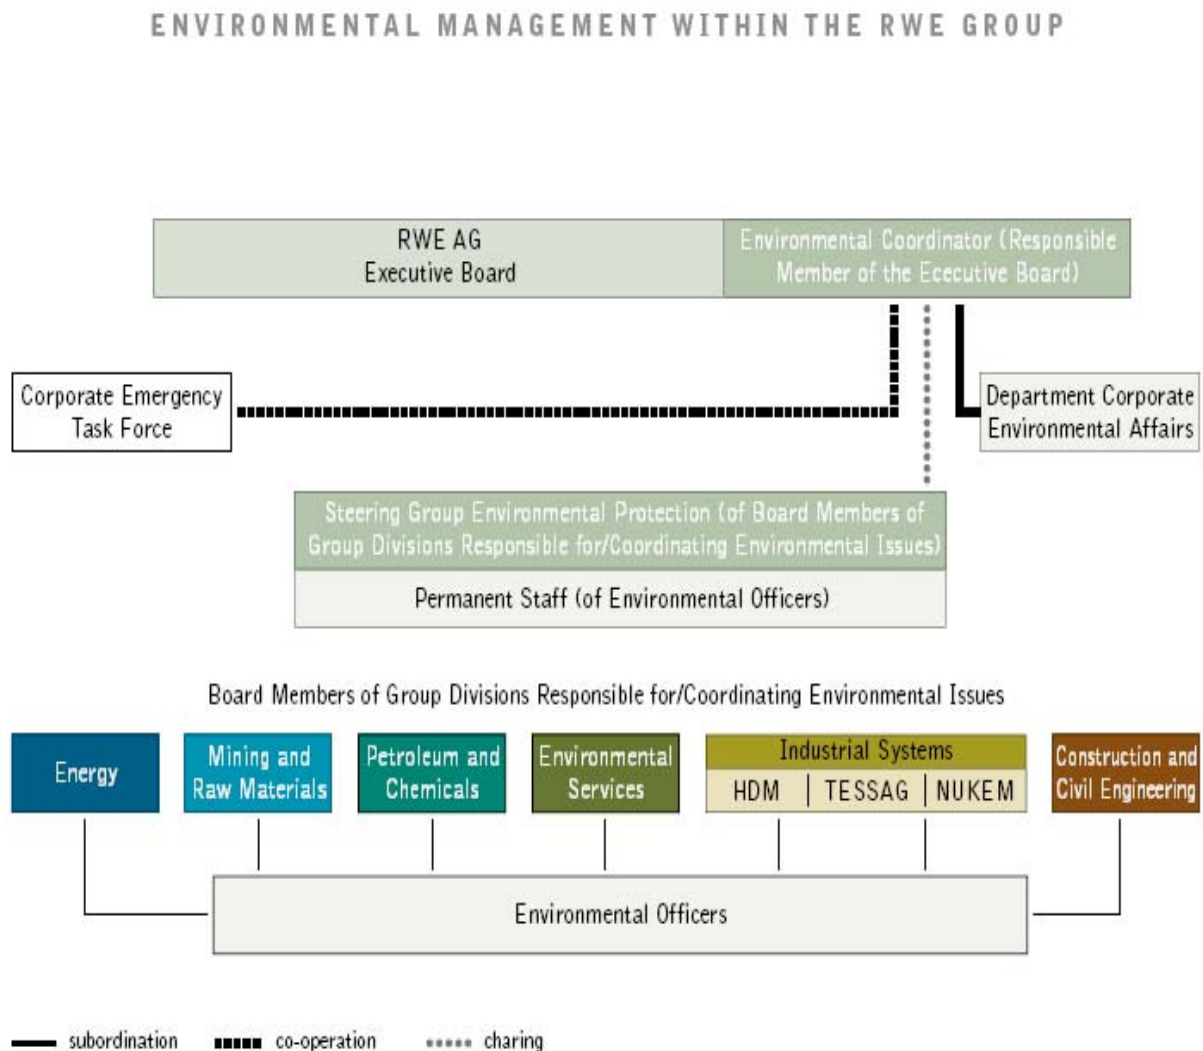 ENVIRONMENTAL MANAGEMENT WITHIN THE RWE GROUP
RWE AG
Executive Board
Environmental Coordinator (Responsible
Member of the Ececutive Board)
Corporate Emergency
Task Force
Department Corporate
Environmental Affairs
Steering Group Environmental Protection (of Board Members of
Group Divisions Responsible for/Coordinating Environmental Issues)
Permanent Staff (of Environmental Officers)
Board Members of Group Divisions Responsible for/Coordinating Environmental Issues
Energy
Mining and
Raw Materials
Petroleum and
Chemicals
Environmental
Services
Industrial Systems
HDM | TESSAG | NUKEM
Construction and
Civil Engineering
Environmental Officers
subordination co-operation charing